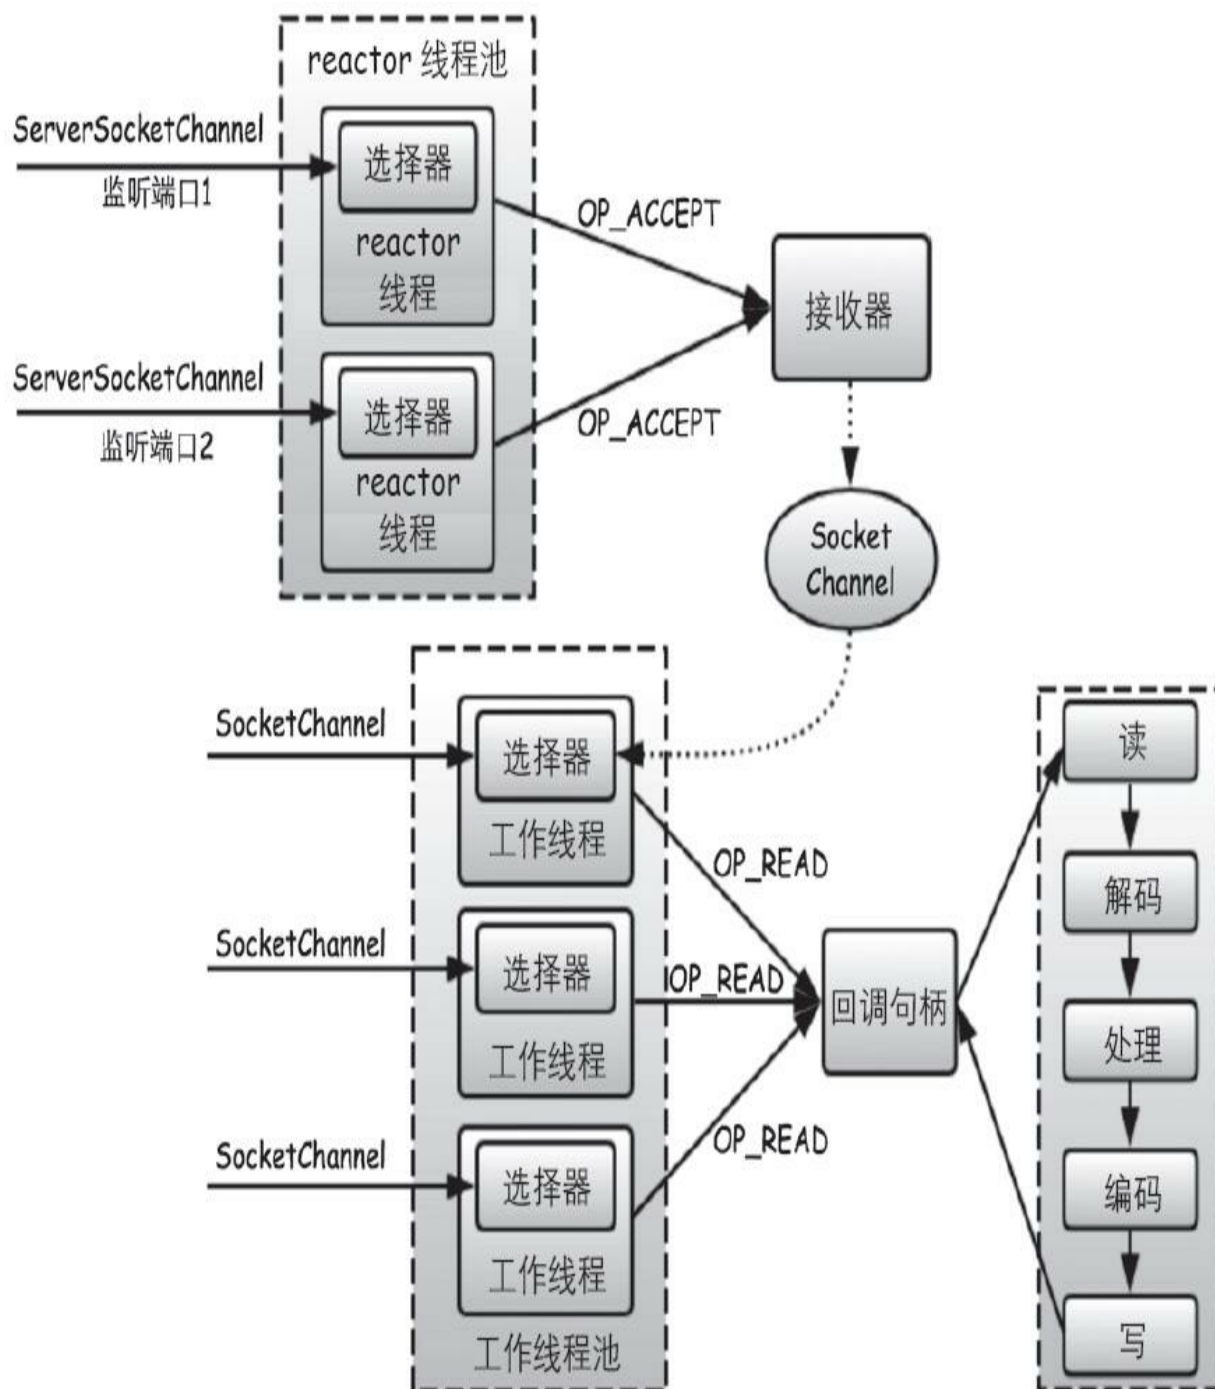 reactor 线程池
ServerSocketChannel
监听端口1
选择器
reactor
线程
OP_ACCEPT
接收器
ServerSocketChannel
监听端口2
选择器
reactor
线程
OP_ACCEPT
Socket
Channel
SocketChannel
选择器
工作线程
OP_READ
SocketChannel
选择器
工作线程
OP_READ
回调句柄
SocketChannel
选择器
工作线程
OP_READ
工作线程池
读
解码
处理
编码
写